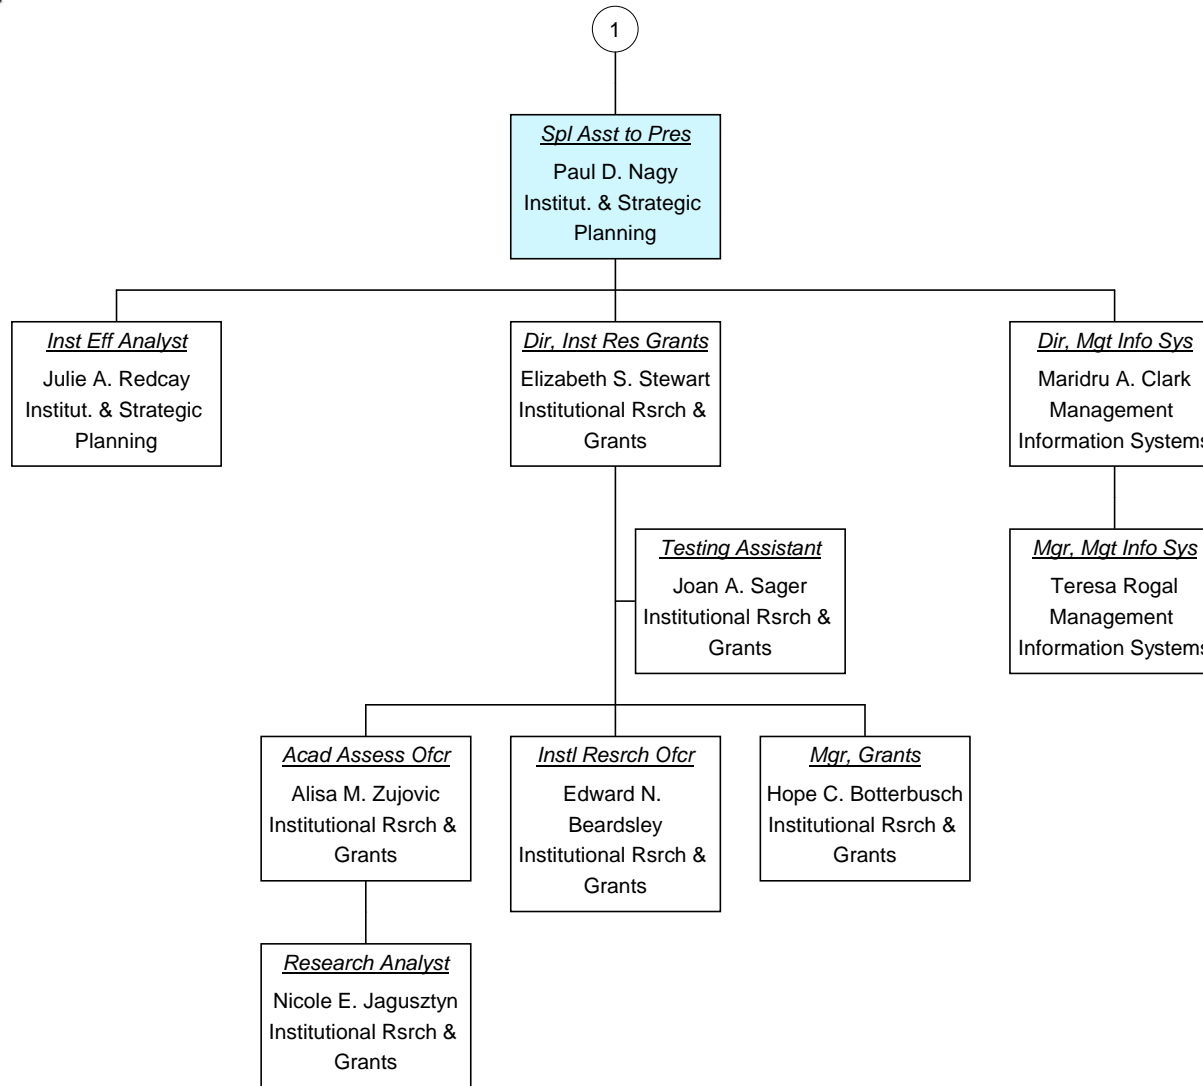 1
Spl Asst to Pres
Paul D. Nagy
Institut. & Strategic
Planning
Inst Eff Analyst
Julie A. Redcay
Institut. & Strategic
Planning
Dir, Inst Res Grants
Elizabeth S. Stewart
Institutional Rsrch &
Grants
Dir, Mgt Info Sys
Maridru A. Clark
Management
Information Systems
Testing Assistant
Joan A. Sager
Institutional Rsrch &
Grants
Mgr, Mgt Info Sys
Teresa Rogal
Management
Information Systems
Acad Assess Ofcr
Alisa M. Zujovic
Institutional Rsrch &
Grants
Instl Resrch Ofcr
Edward N.
Beardsley
Institutional Rsrch &
Grants
Mgr, Grants
Hope C. Botterbusch
Institutional Rsrch &
Grants
Research Analyst
Nicole E. Jagusztyn
Institutional Rsrch &
Grants